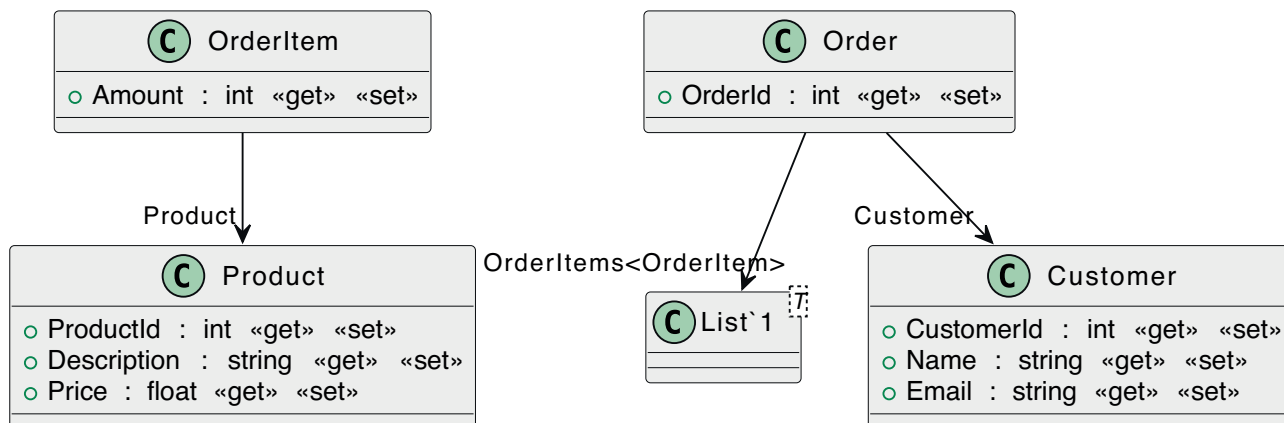 C OrderItem
Amount : int «get» «set»
C Order
OrderId : int «get» «set»
Product
OrderItems<OrderItem>
Customer
C Product
ProductId : int «get» «set»
Description : string «get» «set»
Price : float «get» «set»
C List`1
T
C Customer
CustomerId : int «get» «set»
Name : string «get» «set»
Email : string «get» «set»